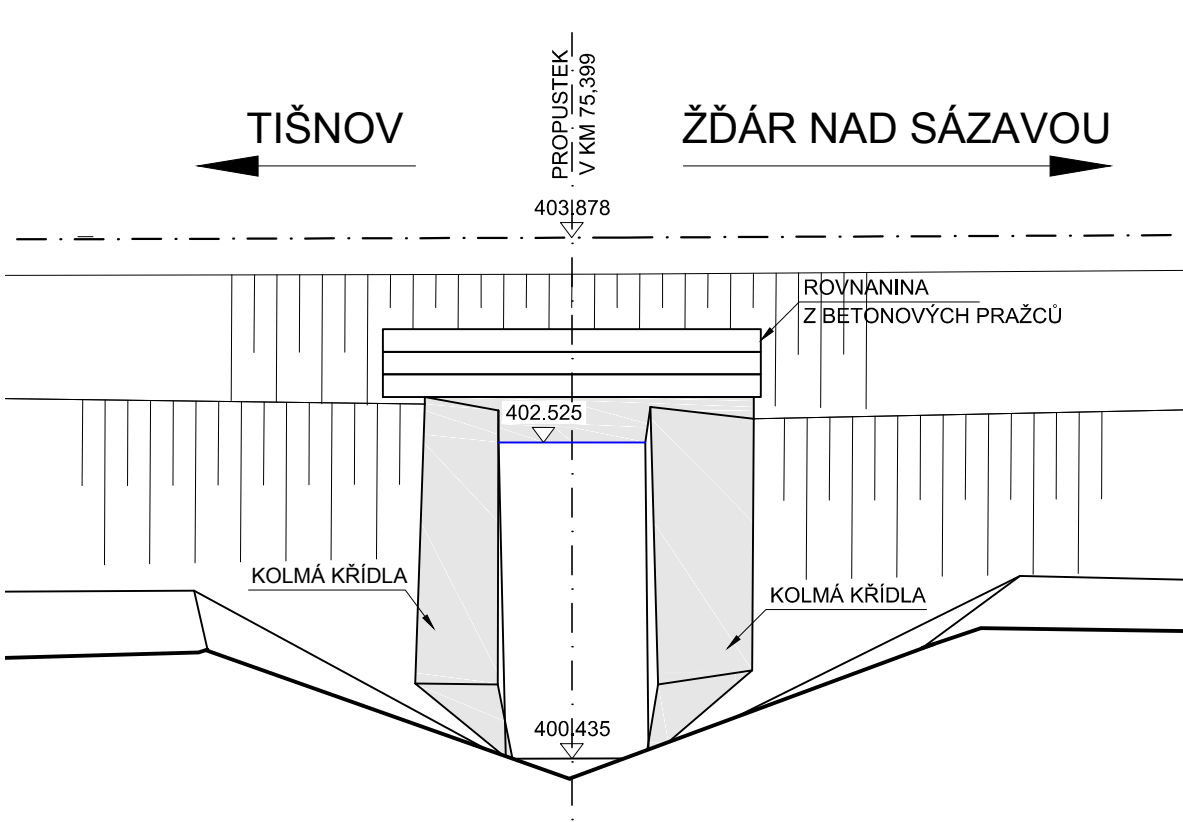 PROPUSTEK
V KM 75,399
TIŠNOV
ŽĎÁR NAD SÁZAVOU
403.878
ROVNANINA
Z BETONOVÝCH PRAŽCŮ
402.525
KOLMÁ KŘÍDLA
KOLMÁ KŘÍDLA
400.435